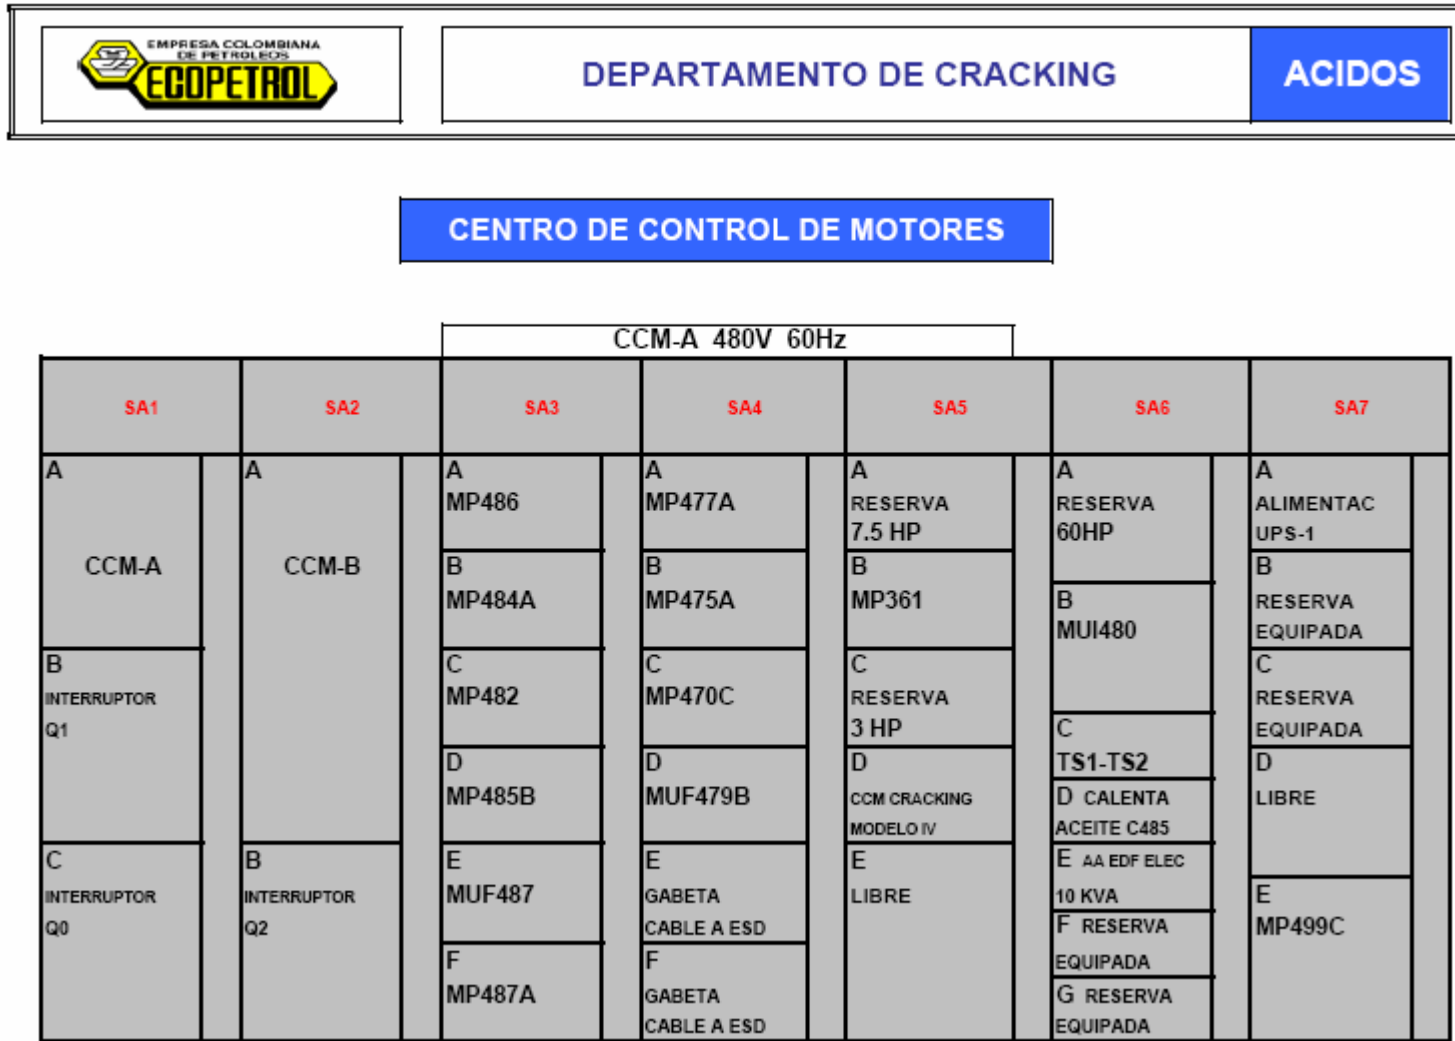 EMPRESA COLOMBIANA
DE PETROLEOS
ECOPETROL
DEPARTAMENTO DE CRACKING
ACIDOS
CENTRO DE CONTROL DE MOTORES
CCM-A 480V 60Hz
SA1
SA2
SA3
SA4
SA5
SA6
SA7
A
CCM-A
B
INTERRUPTOR
Q1
C
INTERRUPTOR
Q0
A
CCM-B
B
INTERRUPTOR
Q2
A
MP486
B
MP484A
C
MP482
D
MP485B
E
MUF487
F
MP487A
A
MP477A
B
MP475A
C
MP470C
D
MUF479B
E
GABETA
CABLE A ESD
F
GABETA
CABLE A ESD
A
RESERVA
7.5 HP
B
MP361
C
RESERVA
3 HP
D
CCM CRACKING
MODELO IV
E
LIBRE
A
RESERVA
60HP
B
MUI480
C
TS1-TS2
D CALENTA
ACEITE C485
E AA EDF ELEC
10 KVA
F RESERVA
EQUIPADA
G RESERVA
EQUIPADA
A
ALIMENTAC
UPS-1
B
RESERVA
EQUIPADA
C
RESERVA
EQUIPADA
D
LIBRE
E
MP499C